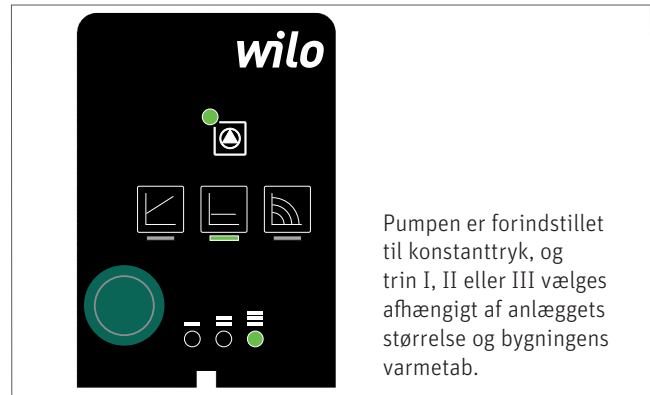 wilo
Pumpen er forindstillet
til konstanttryk, og
trin I, II eller III vælges
afhængigt af anlæggets
størrelse og bygningens
varmetab.